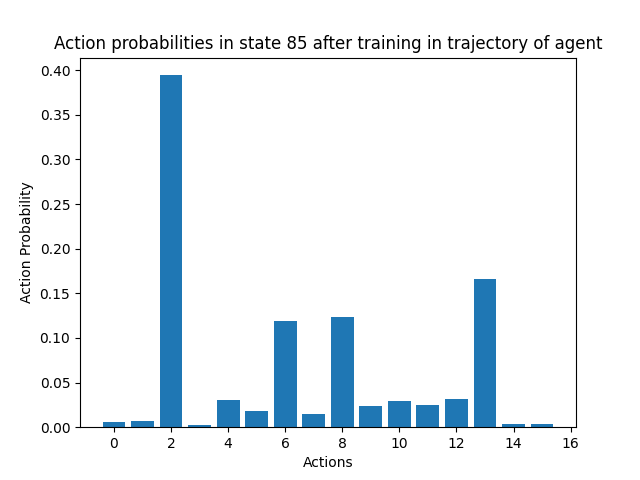 Action probabilities in state 85 after training in trajectory of agent
0.40
0.35
0.30
0.25
0.20
0.15
0.10
0.05
0.00
Action Probability
0 2 4 6 8 10 12 14 16
Actions